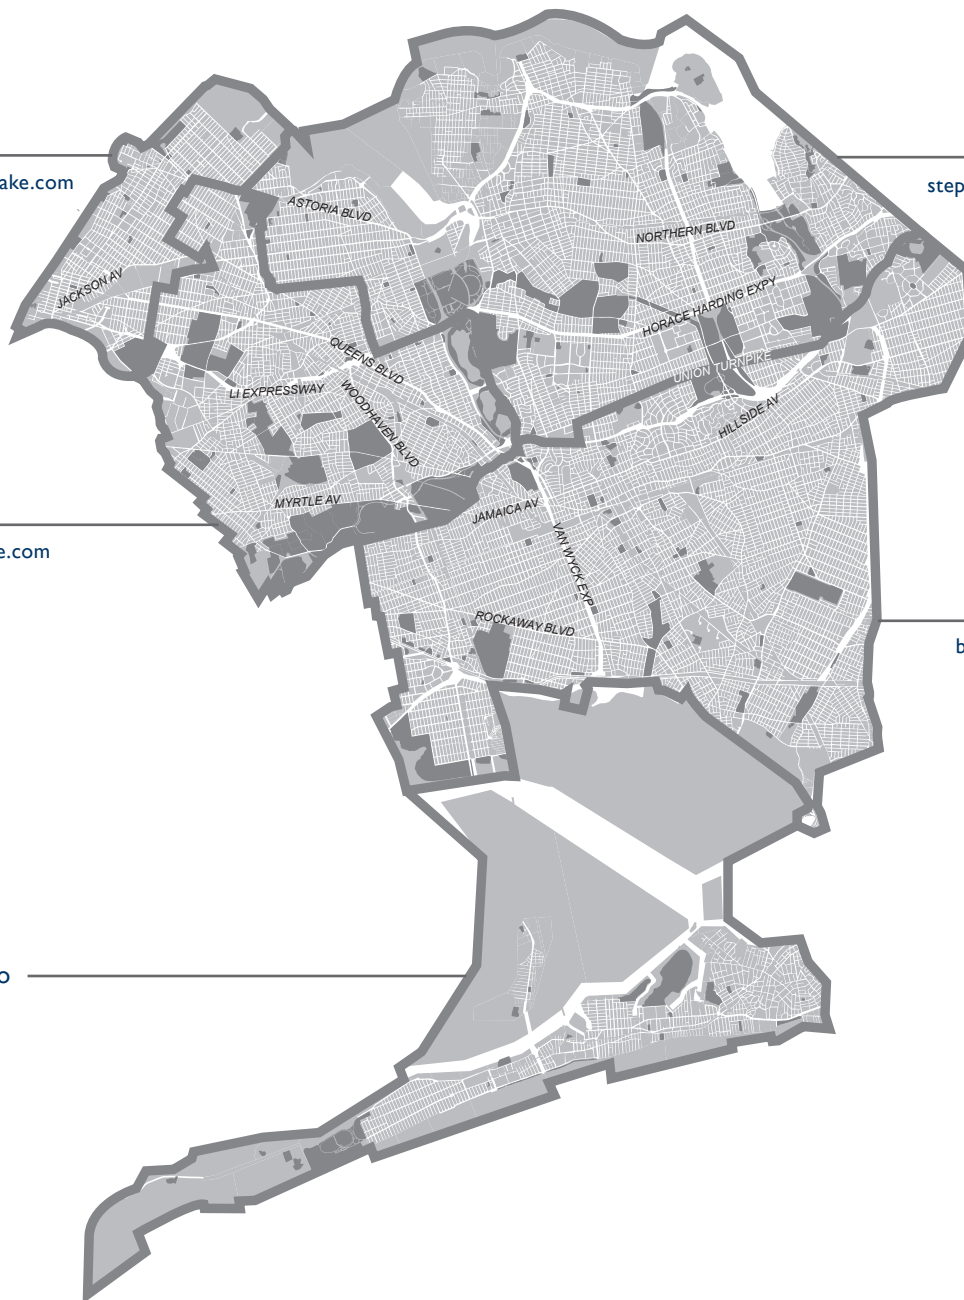 ake.com
step
ASTORIA BLVD
NORTHERN BLVD
JACKSON AV
HORACE HARDING EXPY
QUEENS BLVD
UNION TURNPIKE
LI EXPRESSWAY
WOODHAVEN BLVD
HILLSIDE AV
MYRTLE AV
JAMAICA AV
e.com
VAN WYCK EXP
ROCKAWAY BLVD
b
o